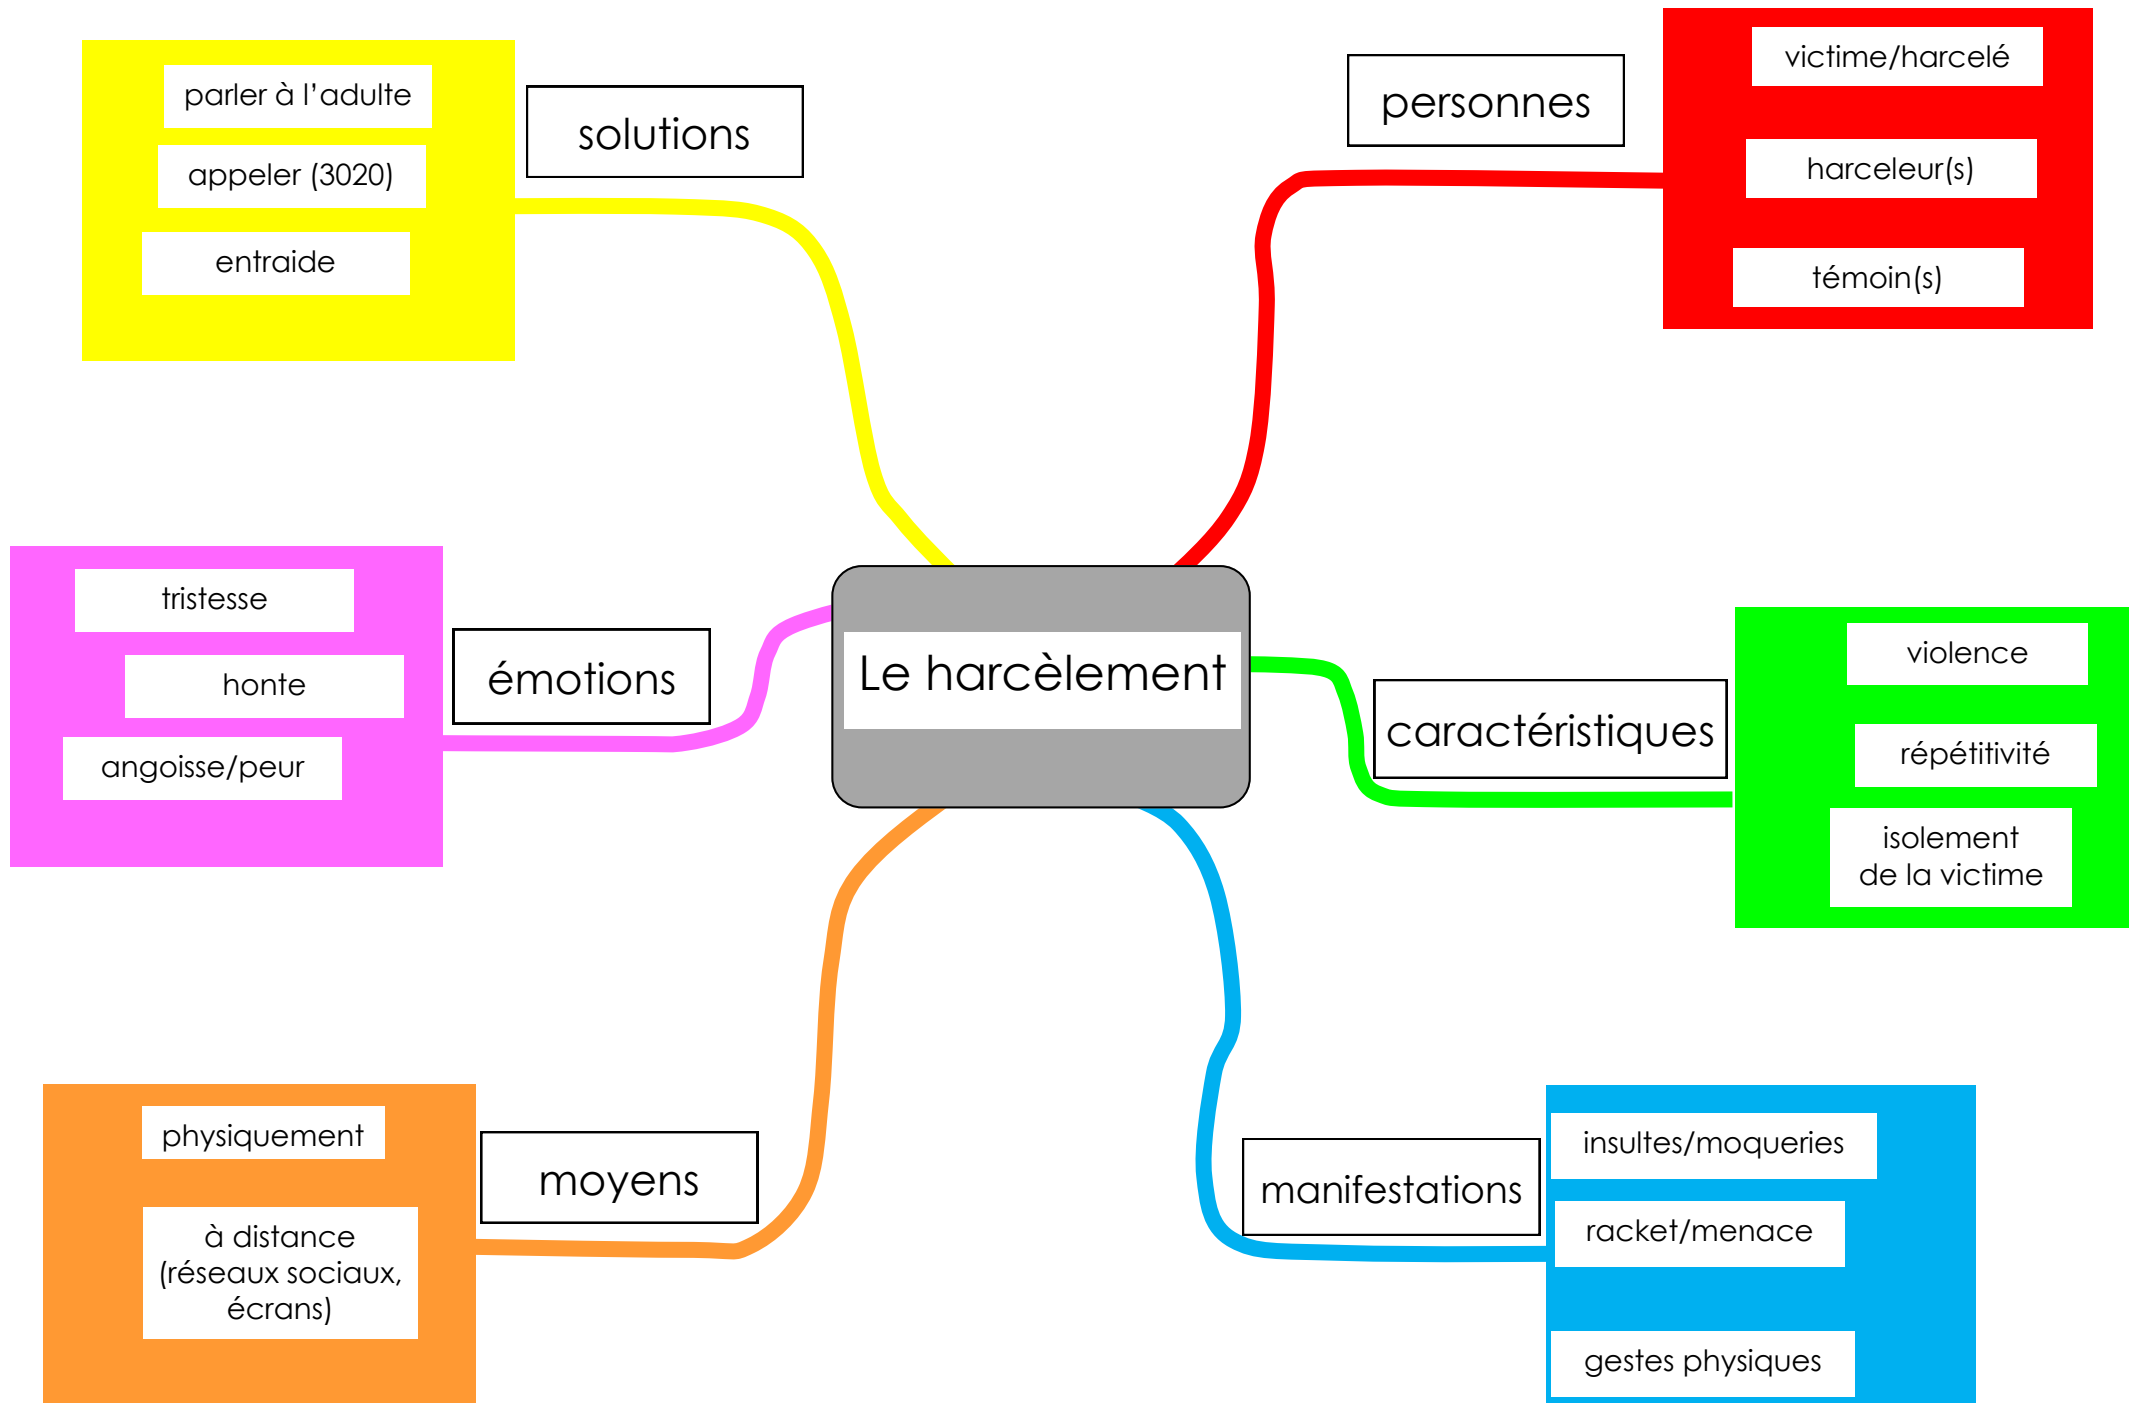 Le harcèlement
solutions
parler à l’adulte
appeler (3020)
entraide
personnes
victime/harcelé
harceleur(s)
témoin(s)
émotions
tristesse
honte
angoisse/peur
caractéristiques
violence
répétitivité
isolement
de la victime
moyens
physiquement
à distance
(réseaux sociaux,
écrans)
manifestations
insultes/moqueries
racket/menace
gestes physiques